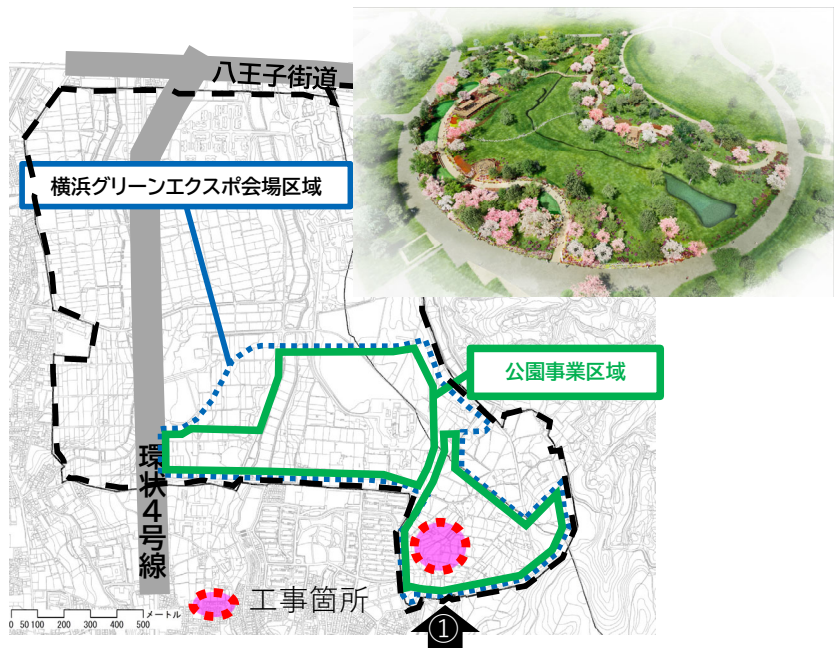 八王子街道
横浜グリーンエクスポ会場区域
公園事業区域
環状4号線
工事箇所
0 50 100 200 300 400 500 メートル
①